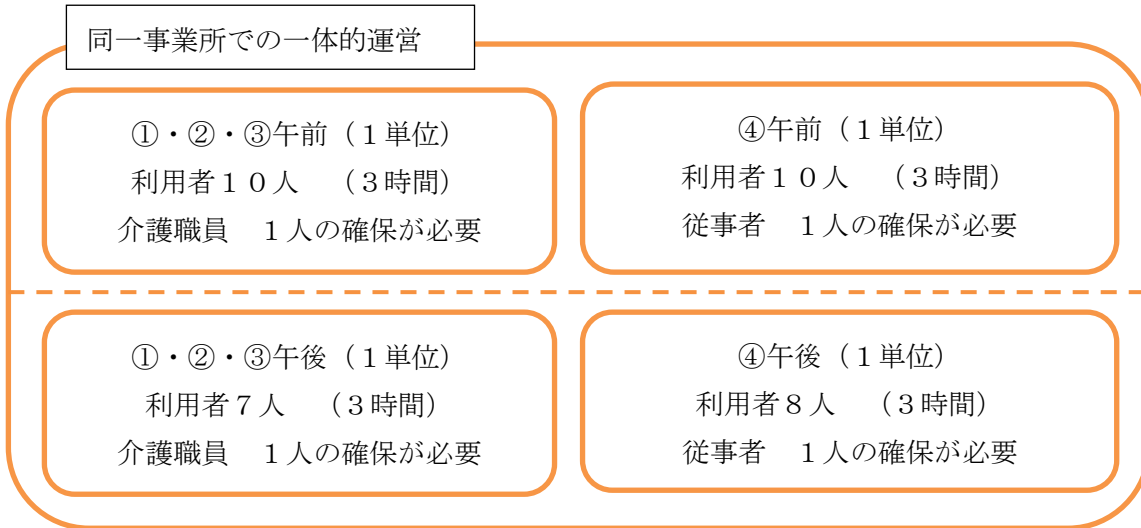 同一事業所での一体的運営
①・②・③午前（１単位）
利用者１０人　（３時間）
介護職員　１人の確保が必要
④午前（１単位）
利用者１０人　（３時間）
従事者　１人の確保が必要
①・②・③午後（１単位）
利用者７人　（３時間）
介護職員　１人の確保が必要
④午後（１単位）
利用者８人　（３時間）
従事者　１人の確保が必要